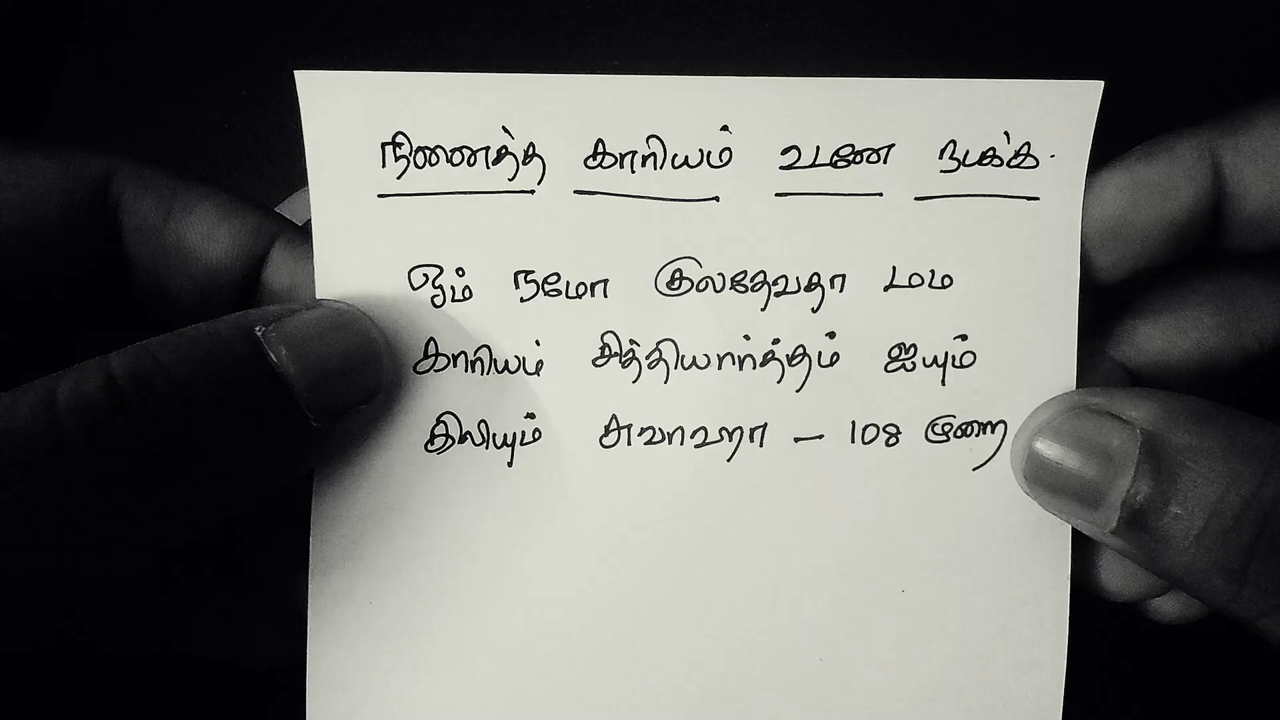 நினைத்த காரியம் உடனே நடக்க.
ஓம் நமோ குலதேவதா மம
காரியம் சித்தியார்த்தம் ஐயும்
கிலியும் சுவாஹா – 108 முறை